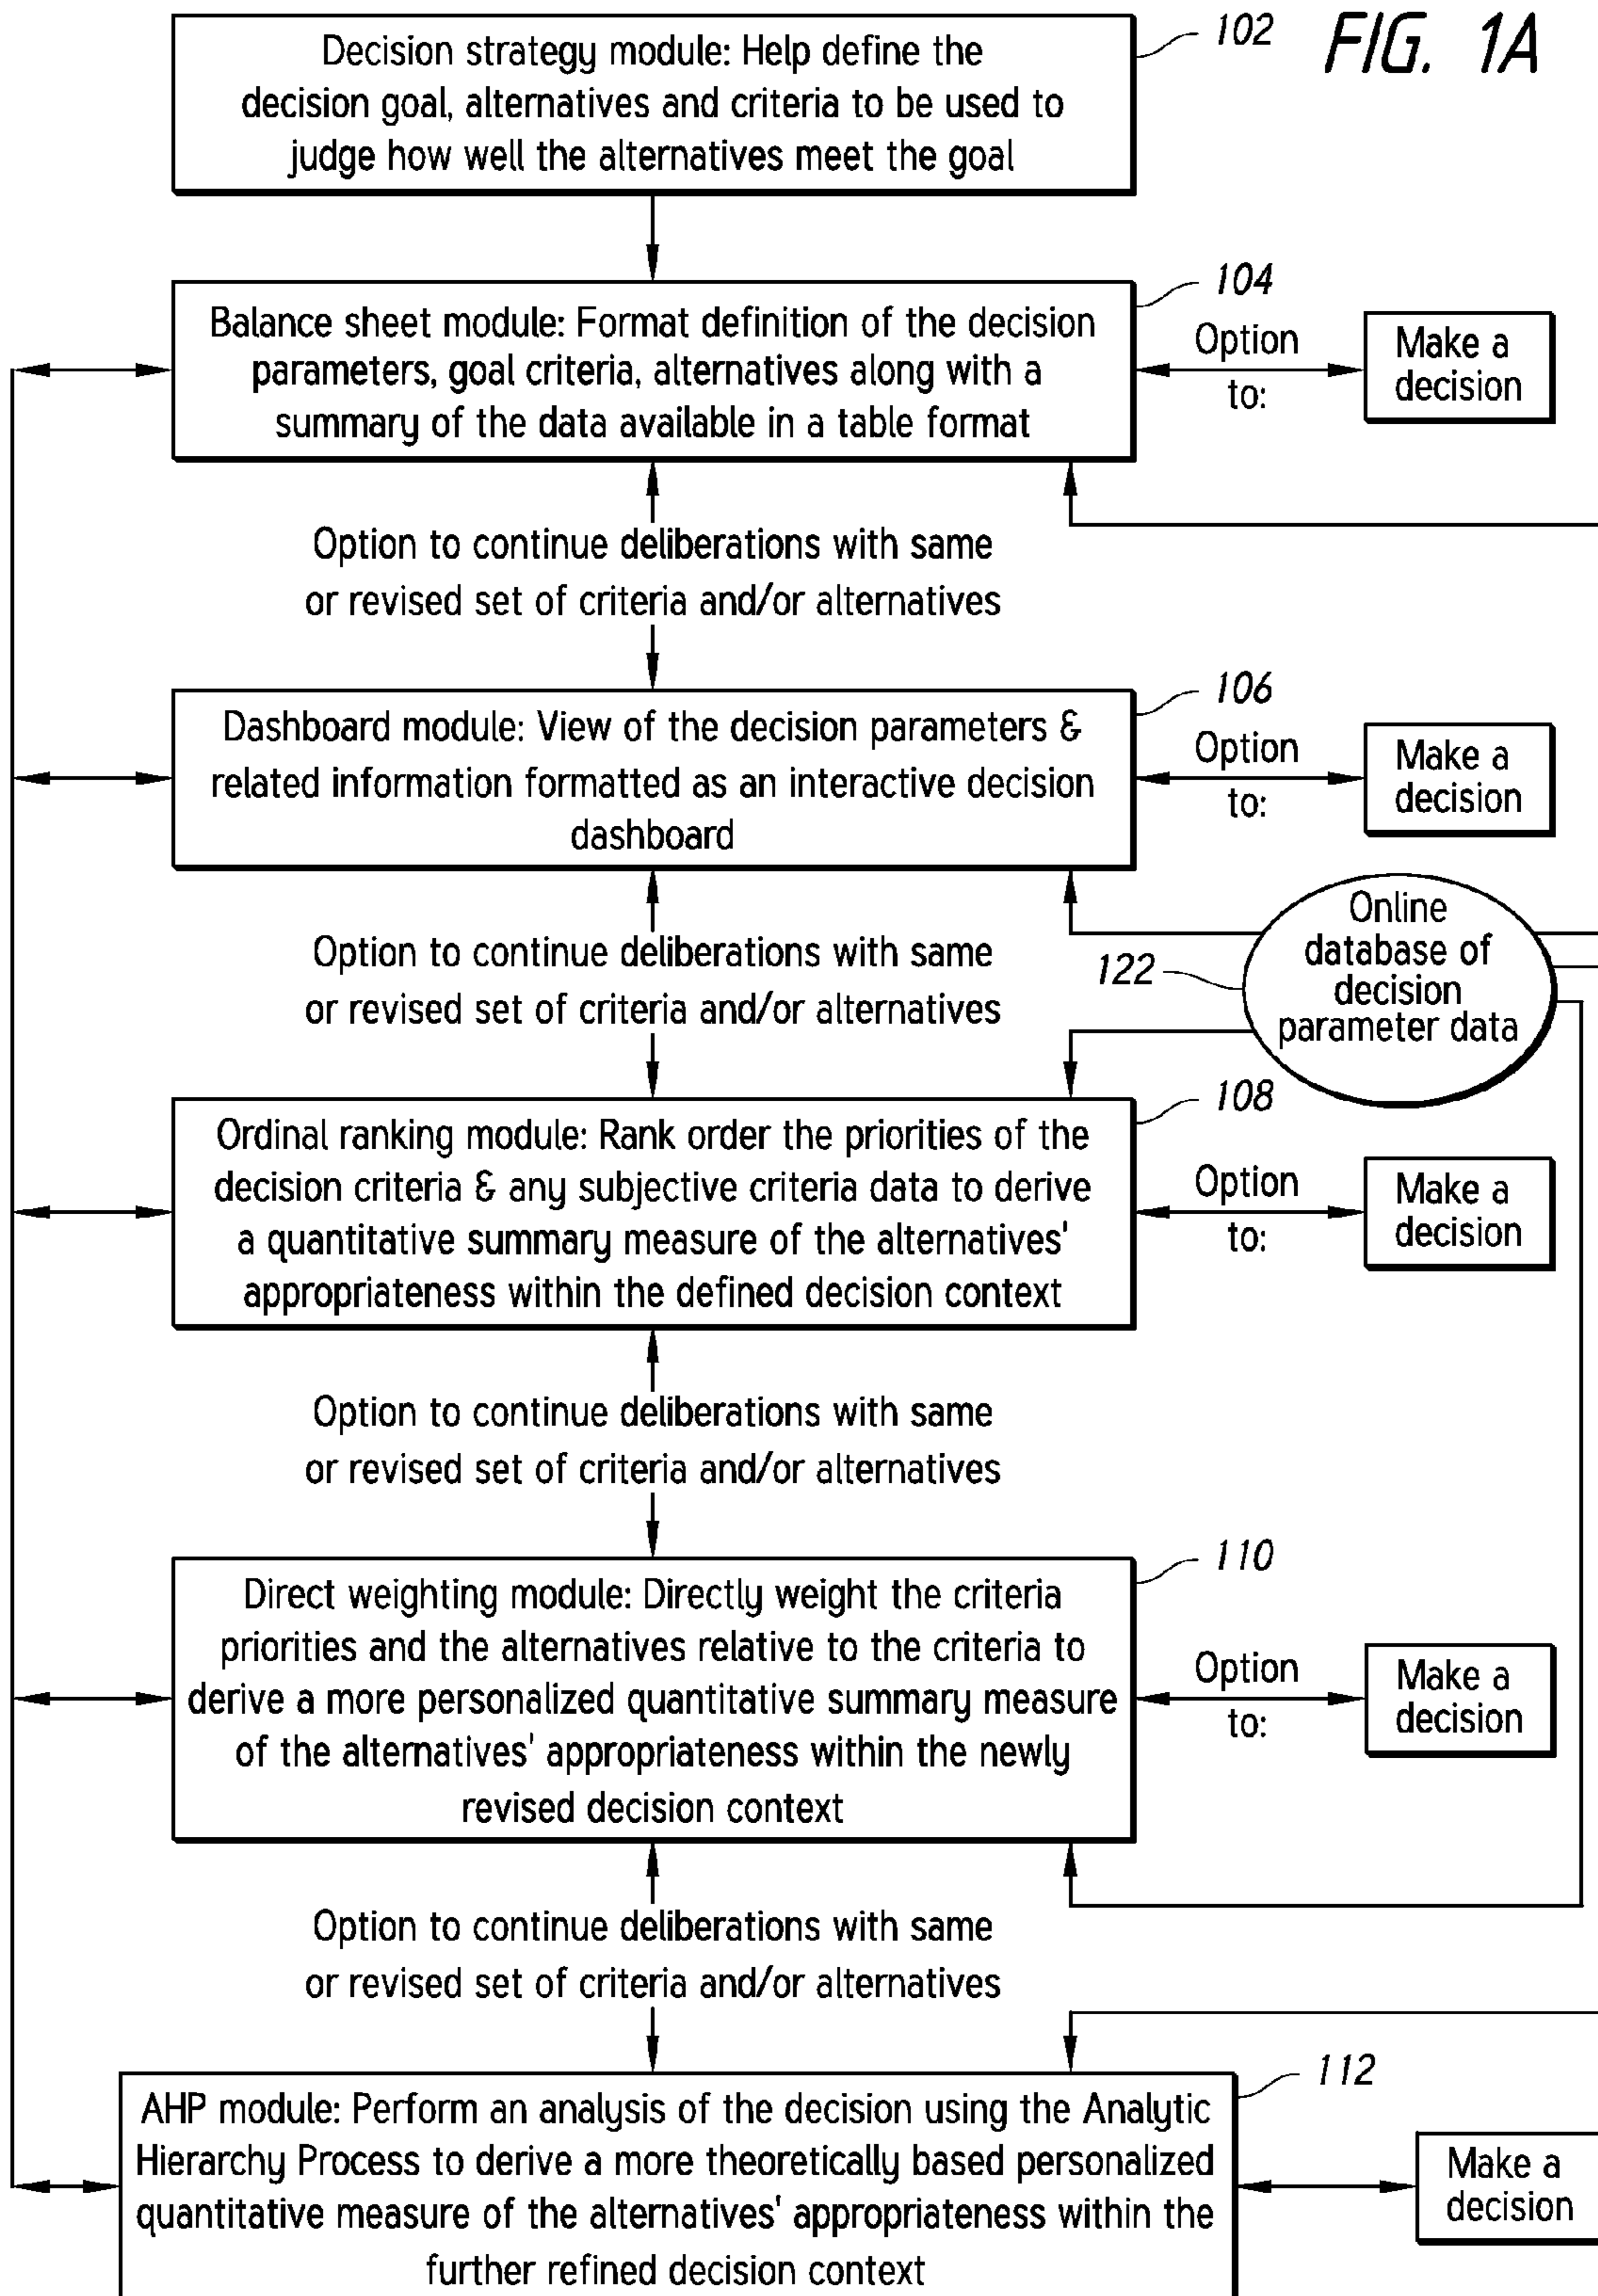 FIG. 1A
102
Decision strategy module: Help define the
decision goal, alternatives and criteria to be used to
judge how well the alternatives meet the goal
104
Balance sheet module: Format definition of the decision
parameters, goal criteria, alternatives along with a
summary of the data available in a table format
Option
to:
Make a
decision
Option to continue deliberations with same
or revised set of criteria and/or alternatives
106
Dashboard module: View of the decision parameters &
related information formatted as an interactive decision
dashboard
Option
to:
Make a
decision
Option to continue deliberations with same
or revised set of criteria and/or alternatives
122
Online
database of
decision
parameter data
108
Ordinal ranking module: Rank order the priorities of the
decision criteria & any subjective criteria data to derive
a quantitative summary measure of the alternatives'
appropriateness within the defined decision context
Option
to:
Make a
decision
Option to continue deliberations with same
or revised set of criteria and/or alternatives
110
Direct weighting module: Directly weight the criteria
priorities and the alternatives relative to the criteria to
derive a more personalized quantitative summary measure
of the alternatives' appropriateness within the newly
revised decision context
Option
to:
Make a
decision
Option to continue deliberations with same
or revised set of criteria and/or alternatives
112
AHP module: Perform an analysis of the decision using the Analytic
Hierarchy Process to derive a more theoretically based personalized
quantitative measure of the alternatives' appropriateness within the
further refined decision context
Make a
decision